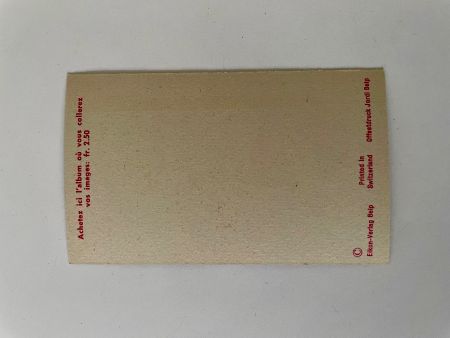 Achetez ici l'album où vous collerez
vos images: fr. 2.50
© 
Eikon-Verlag Belp
Printed in
Switzerland
Offsetdruck Jordi Belp